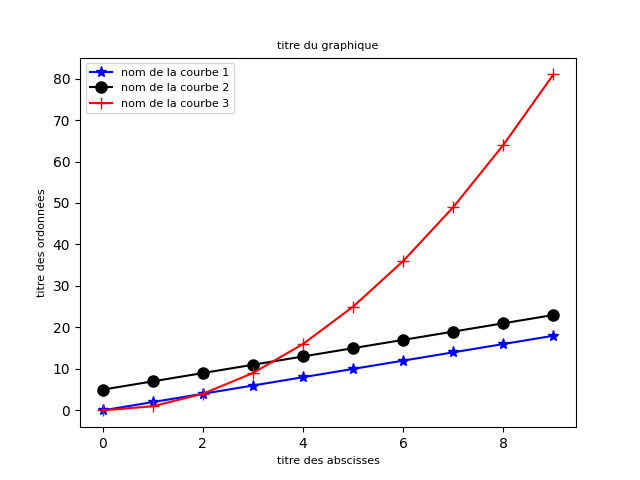 titre du graphique
nom de la courbe 1
nom de la courbe 2
nom de la courbe 3
titre des ordonnées
80
70
60
50
40
30
20
10
0
0 2 4 6 8
titre des abscisses